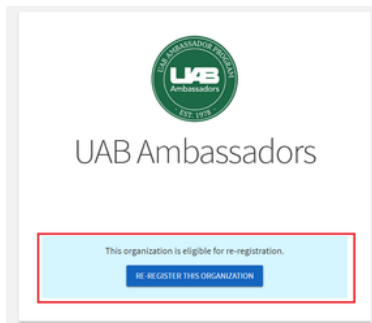 UAB AMBASSADOR PROGRAM
UAB
Ambassadors
· EST. 1978 ·
UAB Ambassadors
This organization is eligible for re-registration.
RE-REGISTER THIS ORGANIZATION